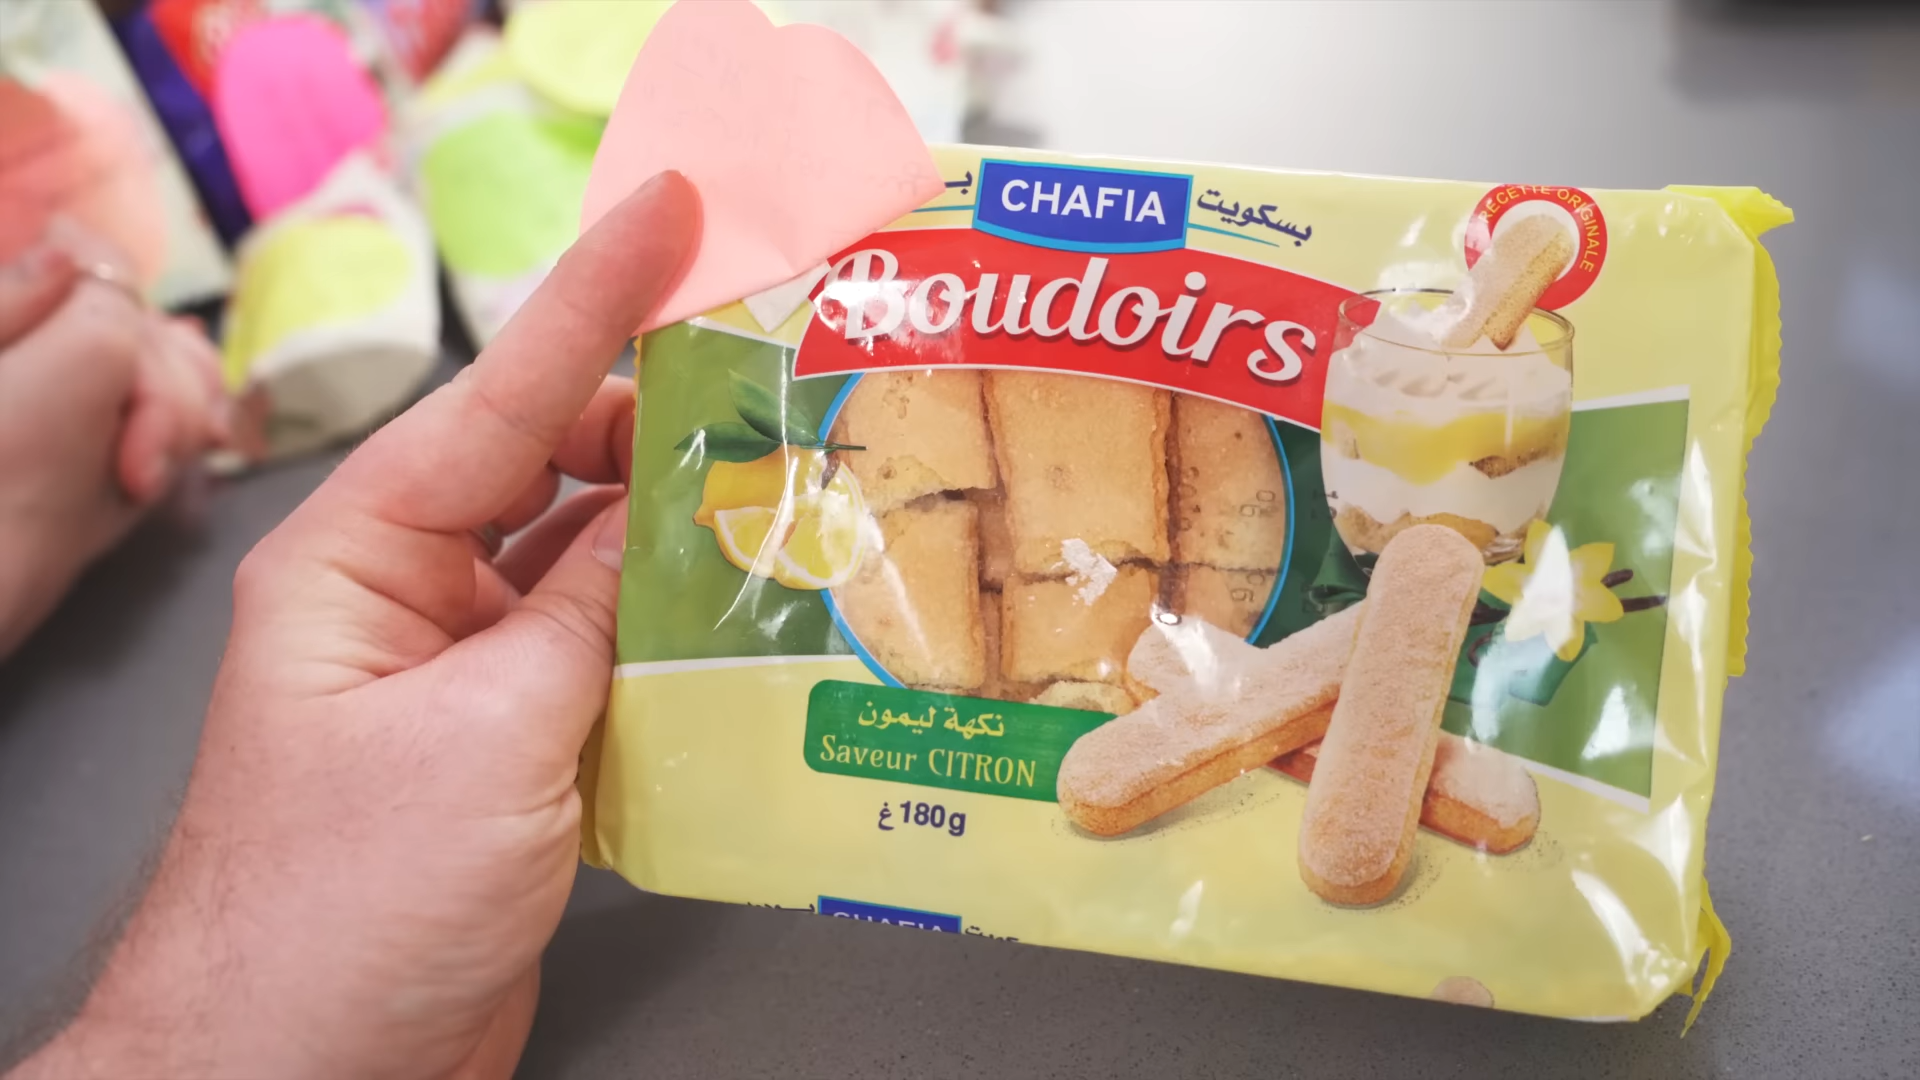 CHAFIA
بسكويت
RECETTE ORIGINALE
Boudoirs
نكهة ليمون
Saveur CITRON
180g غ
CHAFIA